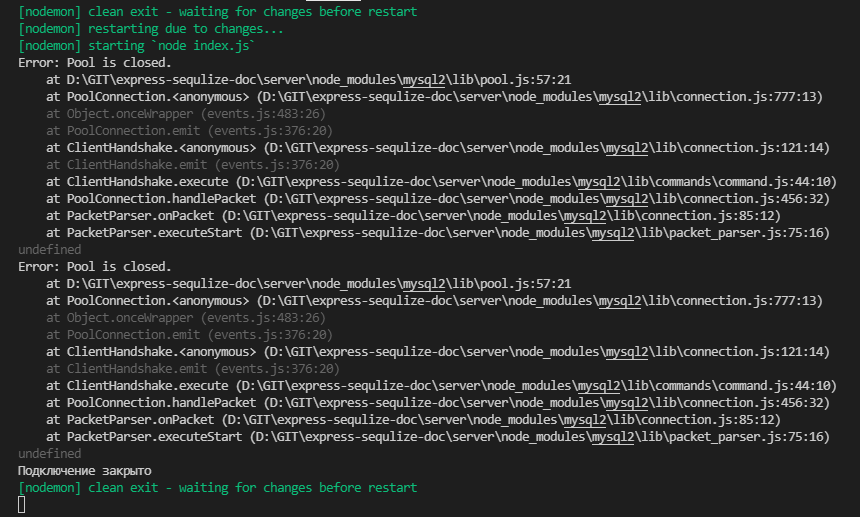 [nodemon] clean exit - waiting for changes before restart
[nodemon] restarting due to changes...
[nodemon] starting `node index.js`
Error: Pool is closed.
    at D:\GIT\express-sequlize-doc\server\node_modules\mysql2\lib\pool.js:57:21
    at PoolConnection.<anonymous> (D:\GIT\express-sequlize-doc\server\node_modules\mysql2\lib\connection.js:777:13)
    at Object.onceWrapper (events.js:483:26)
    at PoolConnection.emit (events.js:376:20)
    at ClientHandshake.<anonymous> (D:\GIT\express-sequlize-doc\server\node_modules\mysql2\lib\connection.js:121:14)
    at ClientHandshake.emit (events.js:376:20)
    at ClientHandshake.execute (D:\GIT\express-sequlize-doc\server\node_modules\mysql2\lib\commands\command.js:44:10)
    at PoolConnection.handlePacket (D:\GIT\express-sequlize-doc\server\node_modules\mysql2\lib\connection.js:456:32)
    at PacketParser.onPacket (D:\GIT\express-sequlize-doc\server\node_modules\mysql2\lib\connection.js:85:12)
    at PacketParser.executeStart (D:\GIT\express-sequlize-doc\server\node_modules\mysql2\lib\packet_parser.js:75:16)
undefined
Error: Pool is closed.
    at D:\GIT\express-sequlize-doc\server\node_modules\mysql2\lib\pool.js:57:21
    at PoolConnection.<anonymous> (D:\GIT\express-sequlize-doc\server\node_modules\mysql2\lib\connection.js:777:13)
    at Object.onceWrapper (events.js:483:26)
    at PoolConnection.emit (events.js:376:20)
    at ClientHandshake.<anonymous> (D:\GIT\express-sequlize-doc\server\node_modules\mysql2\lib\connection.js:121:14)
    at ClientHandshake.emit (events.js:376:20)
    at ClientHandshake.execute (D:\GIT\express-sequlize-doc\server\node_modules\mysql2\lib\commands\command.js:44:10)
    at PoolConnection.handlePacket (D:\GIT\express-sequlize-doc\server\node_modules\mysql2\lib\connection.js:456:32)
    at PacketParser.onPacket (D:\GIT\express-sequlize-doc\server\node_modules\mysql2\lib\connection.js:85:12)
    at PacketParser.executeStart (D:\GIT\express-sequlize-doc\server\node_modules\mysql2\lib\packet_parser.js:75:16)
undefined
Подключение закрыто
[nodemon] clean exit - waiting for changes before restart